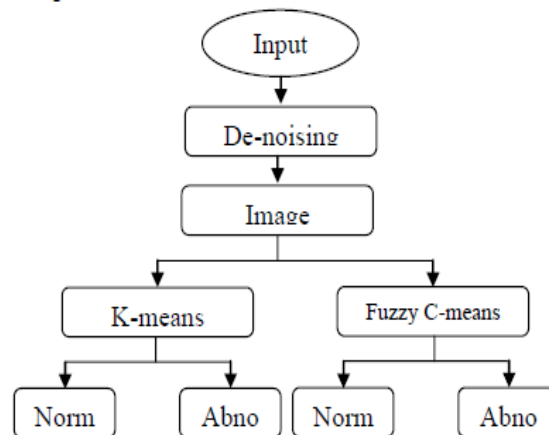 Input
De-noising
Image
K-means
Fuzzy C-means
Norm
Abno
Norm
Abno